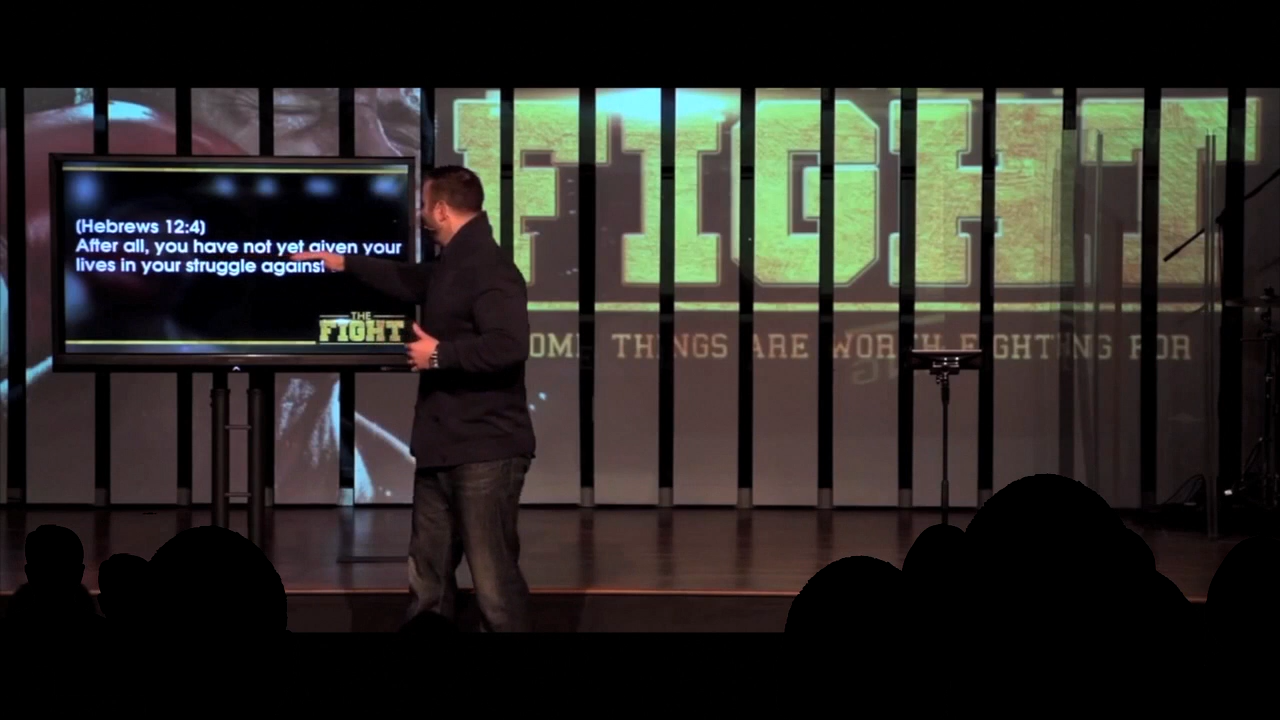 (Hebrews 12:4)
After all, you have not yet given your
lives in your struggle against
THE
FIGHT
FIGHT
OME THINGS ARE WORTH FIGHTING FOR